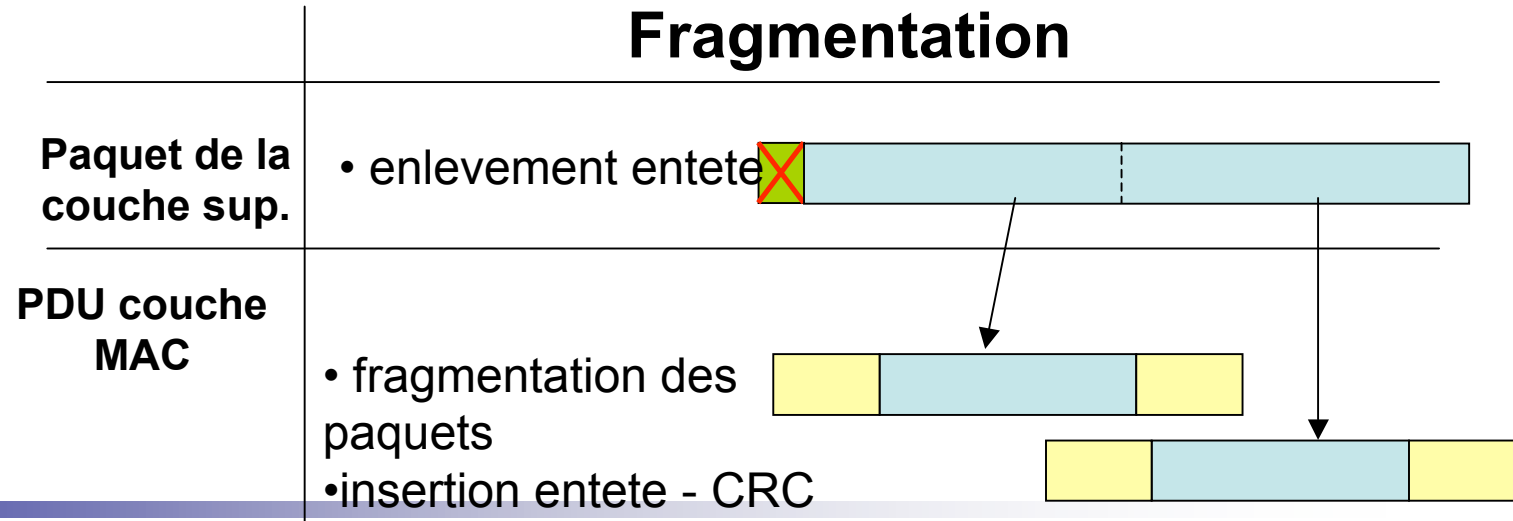 Fragmentation
Paquet de la
couche sup.
• enlevement entete
PDU couche
MAC
• fragmentation des
paquets
•insertion entete - CRC